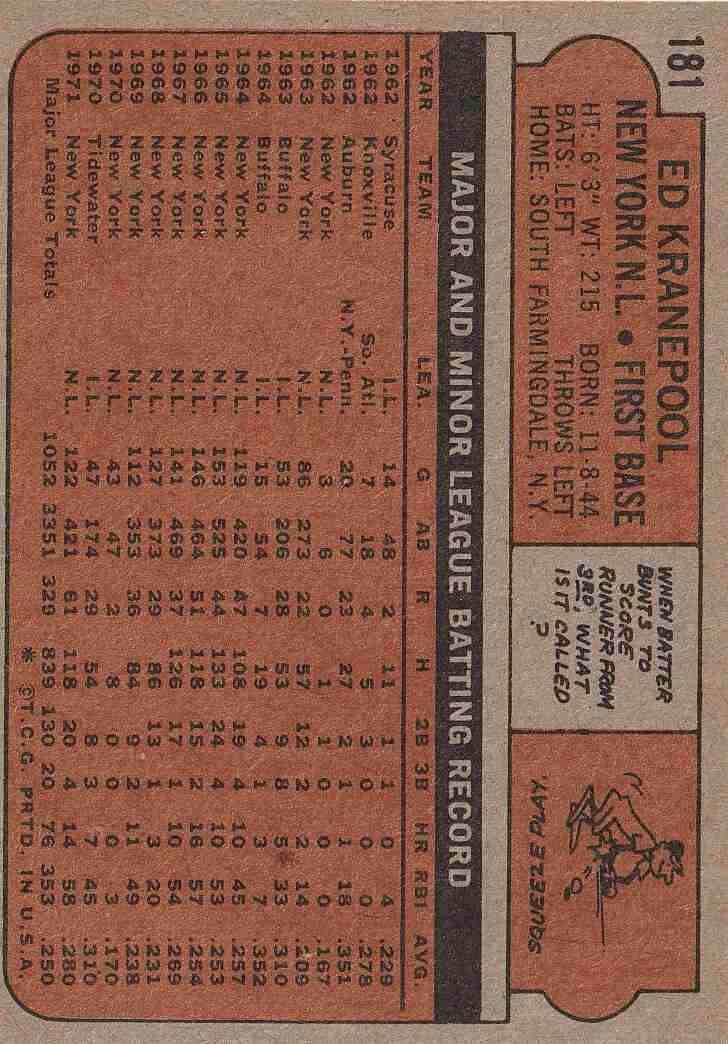 181
ED KRANEPOOL
NEW YORK N.L. • FIRST BASE
HT: 6'3" WT: 215 BORN: 11-8-44
BATS: LEFT THROWS LEFT
HOME: SOUTH FARMINGDALE, N.Y.
WHEN BATTER
BUNTS TO
SCORE
RUNNER FROM
3RD, WHAT
IS IT CALLED
?
SQUEEZE PLAY.
MAJOR AND MINOR LEAGUE BATTING RECORD
YEAR TEAM LEA. G AB R H 2B 3B HR RBI AVG.
1962 Syracuse I.L. 14 48 2 11 1 1 0 4 .229
1962 Knoxville So. Atl. 7 18 4 5 3 0 0 0 .278
1962 Auburn N.Y.-Penn. 20 77 23 27 2 1 1 18 .351
1962 New York N.L. 3 6 0 1 1 0 0 0 .167
1963 New York N.L. 86 273 22 57 12 2 2 14 .209
1963 Buffalo I.L. 53 206 28 53 9 8 5 33 .310
1964 Buffalo I.L. 15 54 7 19 4 1 3 7 .352
1964 New York N.L. 119 420 47 108 19 4 10 45 .257
1965 New York N.L. 153 525 44 133 24 4 10 53 .253
1966 New York N.L. 146 464 51 118 15 2 16 57 .254
1967 New York N.L. 141 469 37 126 17 1 10 54 .269
1968 New York N.L. 127 373 29 86 13 1 3 20 .231
1969 New York N.L. 112 353 36 84 9 2 11 49 .238
1970 New York N.L. 43 47 2 8 0 0 0 3 .170
1970 Tidewater I.L. 47 174 29 54 8 3 7 45 .310
1971 New York N.L. 122 421 61 118 20 4 14 58 .280
Major League Totals 1052 3351 329 839 130 20 76 353 .250
* ©T.C.G. PRTD. IN U.S.A.